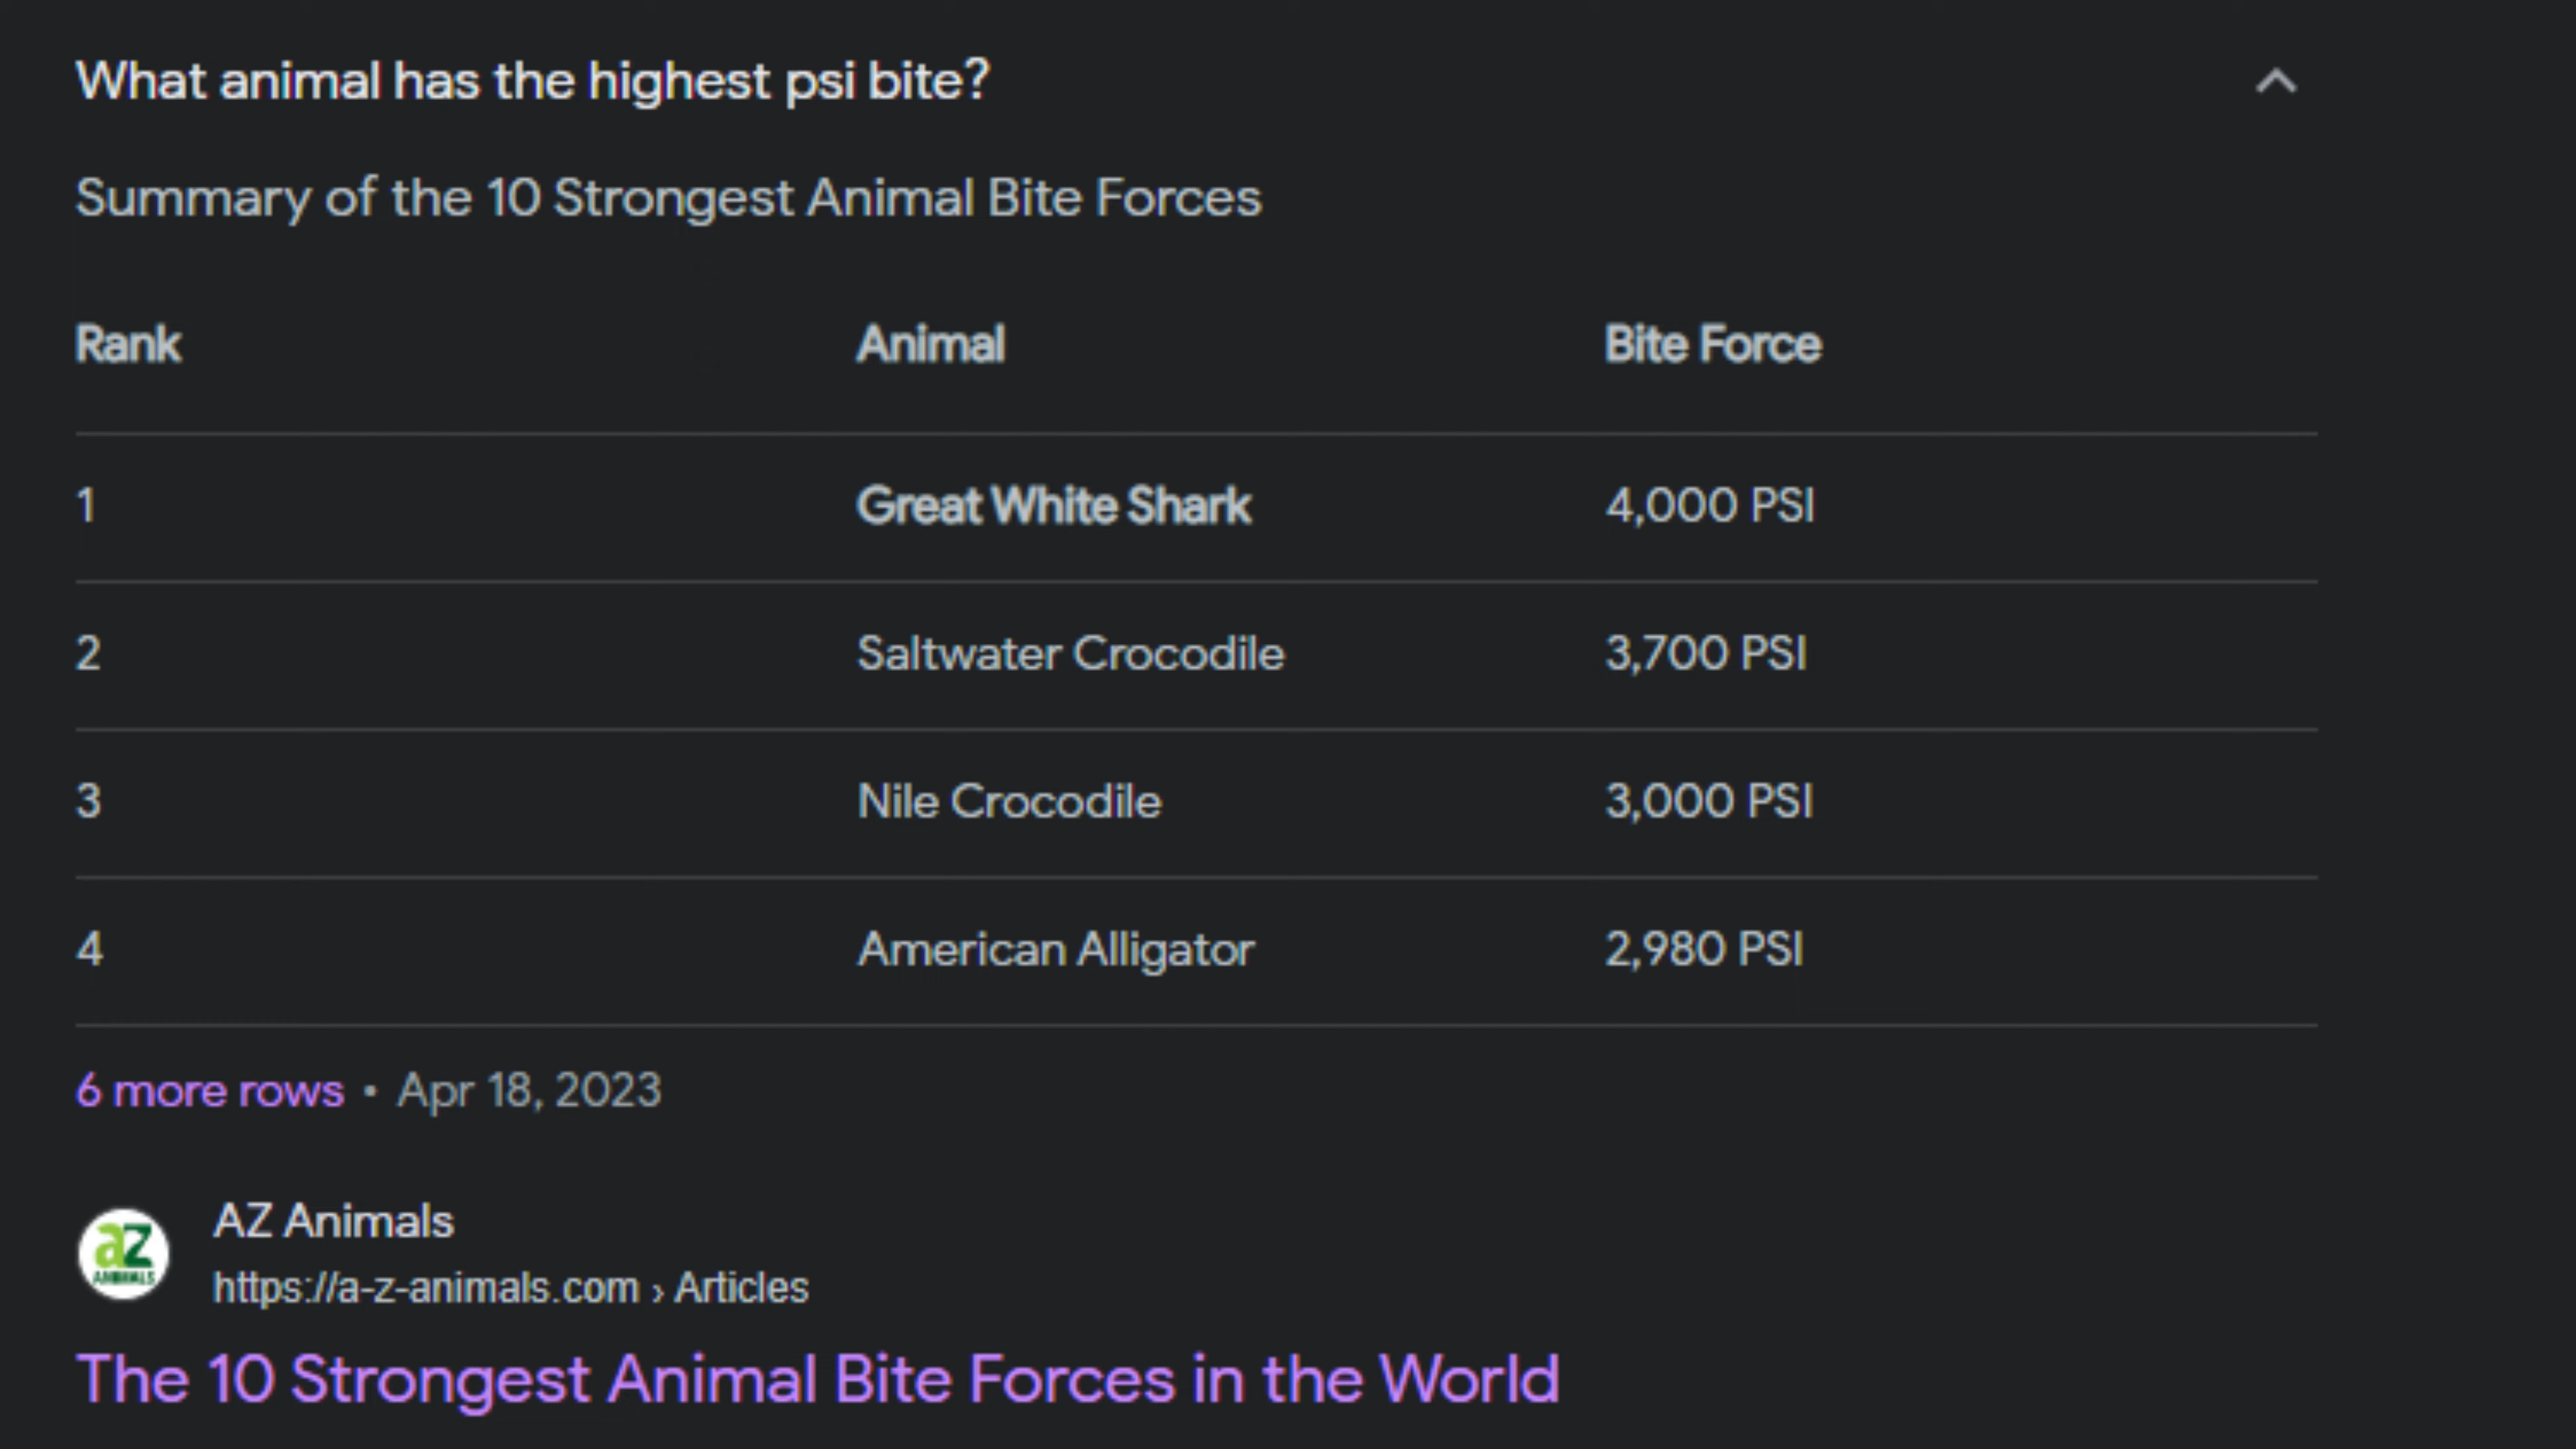 What animal has the highest psi bite?
Summary of the 10 Strongest Animal Bite Forces
Rank Animal Bite Force
1 Great White Shark 4,000 PSI
2 Saltwater Crocodile 3,700 PSI
3 Nile Crocodile 3,000 PSI
4 American Alligator 2,980 PSI
6 more rows • Apr 18, 2023
az
ANIMALS
AZ Animals
https://a-z-animals.com › Articles
The 10 Strongest Animal Bite Forces in the World